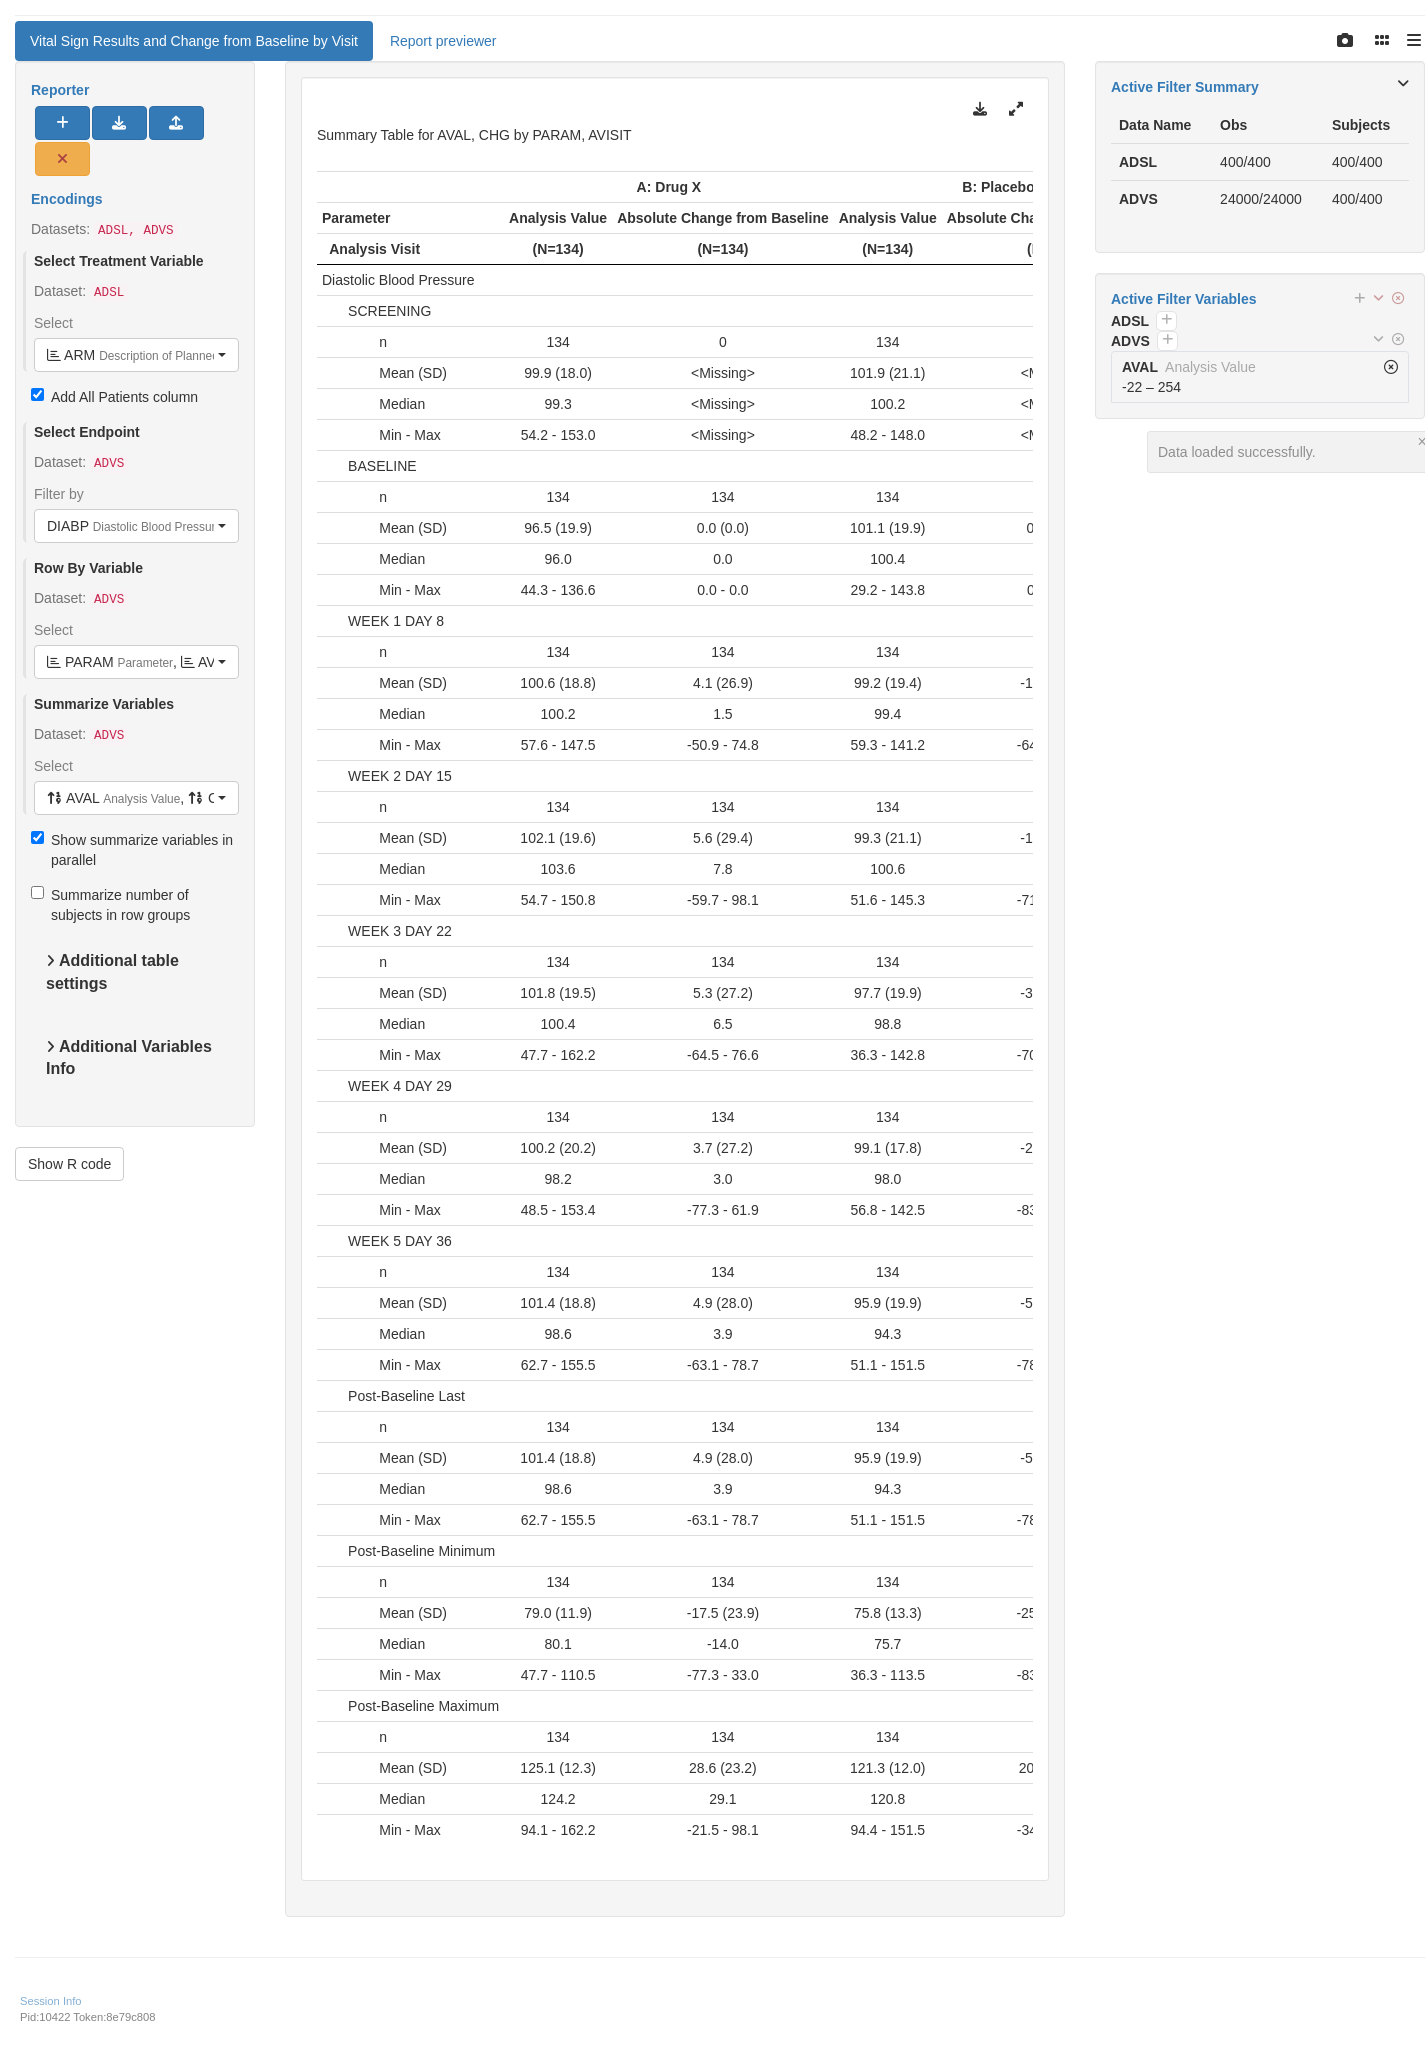 Vital Sign Results and Change from Baseline by Visit Report previewer
Reporter
Encodings
Datasets: ADSL, ADVS
Select Treatment Variable
Dataset: ADSL
Select
ARM Description of Planned
Add All Patients column
Select Endpoint
Dataset: ADVS
Filter by
DIABP Diastolic Blood Pressur
Row By Variable
Dataset: ADVS
Select
PARAM Parameter, AV
Summarize Variables
Dataset: ADVS
Select
AVAL Analysis Value, C
Show summarize variables in
parallel
Summarize number of
subjects in row groups
Additional table
settings
Additional Variables
Info
Show R code
Summary Table for AVAL, CHG by PARAM, AVISIT
A: Drug X B: Placebo
Parameter Analysis Value Absolute Change from Baseline Analysis Value Absolute Cha
Analysis Visit (N=134) (N=134) (N=134) (
Diastolic Blood Pressure
SCREENING
n 134 0 134
Mean (SD) 99.9 (18.0) <Missing> 101.9 (21.1) <M
Median 99.3 <Missing> 100.2 <M
Min - Max 54.2 - 153.0 <Missing> 48.2 - 148.0 <M
BASELINE
n 134 134 134
Mean (SD) 96.5 (19.9) 0.0 (0.0) 101.1 (19.9) 0
Median 96.0 0.0 100.4
Min - Max 44.3 - 136.6 0.0 - 0.0 29.2 - 143.8 0
WEEK 1 DAY 8
n 134 134 134
Mean (SD) 100.6 (18.8) 4.1 (26.9) 99.2 (19.4) -1
Median 100.2 1.5 99.4
Min - Max 57.6 - 147.5 -50.9 - 74.8 59.3 - 141.2 -64
WEEK 2 DAY 15
n 134 134 134
Mean (SD) 102.1 (19.6) 5.6 (29.4) 99.3 (21.1) -1
Median 103.6 7.8 100.6
Min - Max 54.7 - 150.8 -59.7 - 98.1 51.6 - 145.3 -71
WEEK 3 DAY 22
n 134 134 134
Mean (SD) 101.8 (19.5) 5.3 (27.2) 97.7 (19.9) -3
Median 100.4 6.5 98.8
Min - Max 47.7 - 162.2 -64.5 - 76.6 36.3 - 142.8 -70
WEEK 4 DAY 29
n 134 134 134
Mean (SD) 100.2 (20.2) 3.7 (27.2) 99.1 (17.8) -2
Median 98.2 3.0 98.0
Min - Max 48.5 - 153.4 -77.3 - 61.9 56.8 - 142.5 -83
WEEK 5 DAY 36
n 134 134 134
Mean (SD) 101.4 (18.8) 4.9 (28.0) 95.9 (19.9) -5
Median 98.6 3.9 94.3
Min - Max 62.7 - 155.5 -63.1 - 78.7 51.1 - 151.5 -78
Post-Baseline Last
n 134 134 134
Mean (SD) 101.4 (18.8) 4.9 (28.0) 95.9 (19.9) -5
Median 98.6 3.9 94.3
Min - Max 62.7 - 155.5 -63.1 - 78.7 51.1 - 151.5 -78
Post-Baseline Minimum
n 134 134 134
Mean (SD) 79.0 (11.9) -17.5 (23.9) 75.8 (13.3) -25
Median 80.1 -14.0 75.7
Min - Max 47.7 - 110.5 -77.3 - 33.0 36.3 - 113.5 -83
Post-Baseline Maximum
n 134 134 134
Mean (SD) 125.1 (12.3) 28.6 (23.2) 121.3 (12.0) 20
Median 124.2 29.1 120.8
Min - Max 94.1 - 162.2 -21.5 - 98.1 94.4 - 151.5 -34
Active Filter Summary
Data Name Obs Subjects
ADSL 400/400 400/400
ADVS 24000/24000 400/400
Active Filter Variables
ADSL
ADVS
AVAL Analysis Value
-22 – 254
Data loaded successfully.
Session Info
Pid:10422 Token:8e79c808